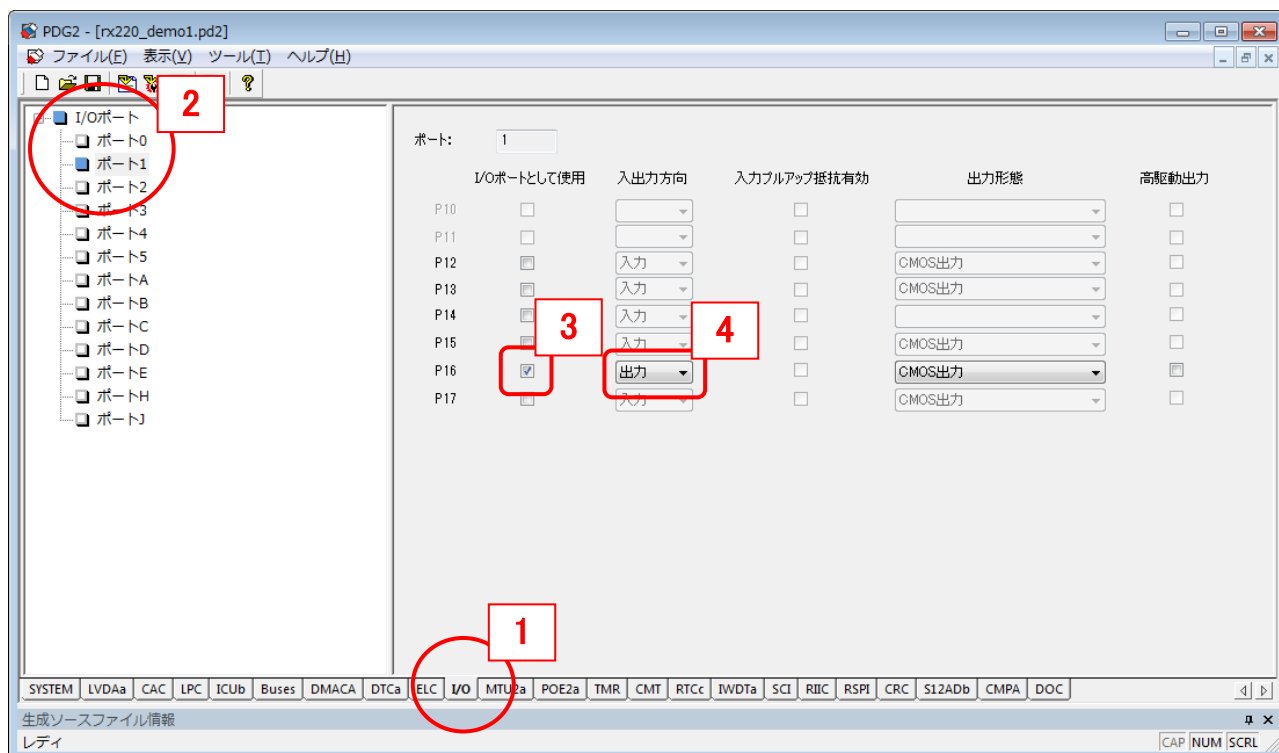 PDG2 - [rx220_demo1.pd2]
ファイル(F) 表示(V) ツール(T) ヘルプ(H)
2
I/Oポート
ポート0
ポート1
ポート2
ポート3
ポート4
ポート5
ポートA
ポートB
ポートC
ポートD
ポートE
ポートH
ポートJ
ポート: 1
I/Oポートとして使用 入出力方向 入力プルアップ抵抗有効 出力形態 高駆動出力
P10
P11
P12 入力 CMOS出力
P13 入力 CMOS出力
P14 入力
3 4
P15 入力 CMOS出力
P16 出力 CMOS出力
P17 入力 CMOS出力
1
SYSTEM LVDAa CAC LPC ICUb Buses DMACA DTCa ELC I/O MTU2a POE2a TMR CMT RTCc IWDTa SCI RIIC RSPI CRC S12ADb CMPA DOC
生成ソースファイル情報
レディ CAP NUM SCRL